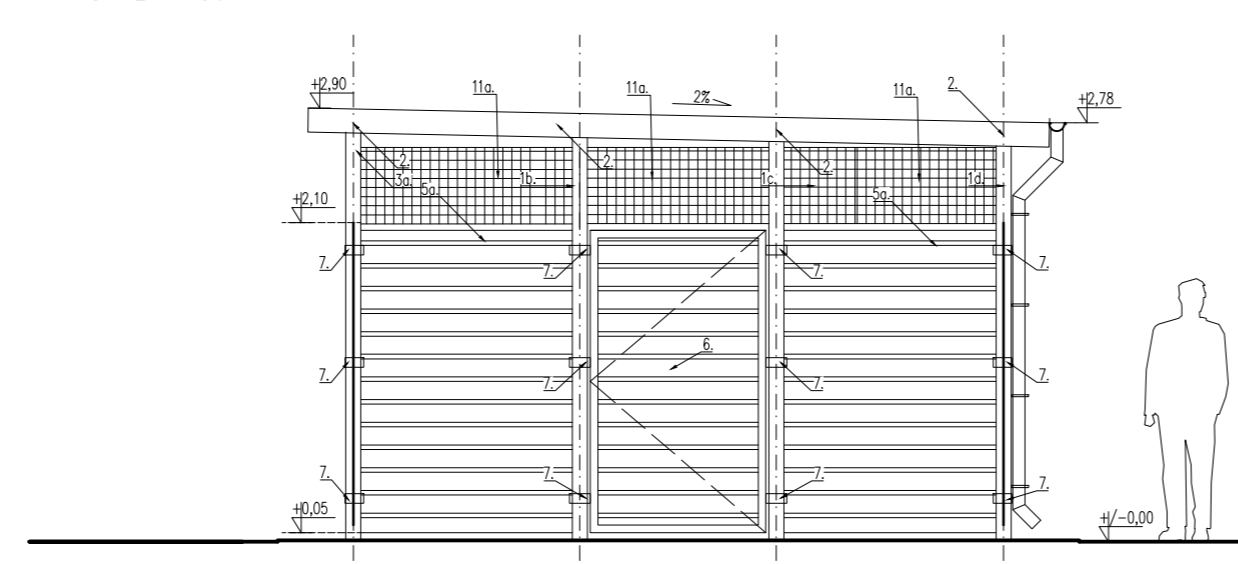 +2,90
11a.
11a.
2%
11a.
2.
+2,78
2.
3a.
5a.
1b.
2.
1c.
2.
5a.
1d.
+2,10
7.
7.
7.
7.
6.
7.
7.
7.
7.
7.
7.
7.
7.
+0,05
+/-0,00